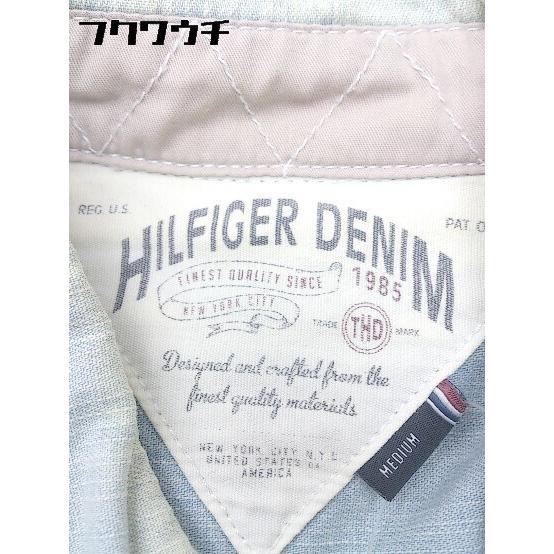 フクワウチ
REG. U.S.
PAT. O
HILFIGER DENIM
FINEST QUALITY SINCE 1985
NEW YORK CITY
TRADE THD MARK
Designed and crafted from the
finest quality materials
NEW YORK CITY N.Y.C
UNITED STATES OF
AMERICA
MEDIUM